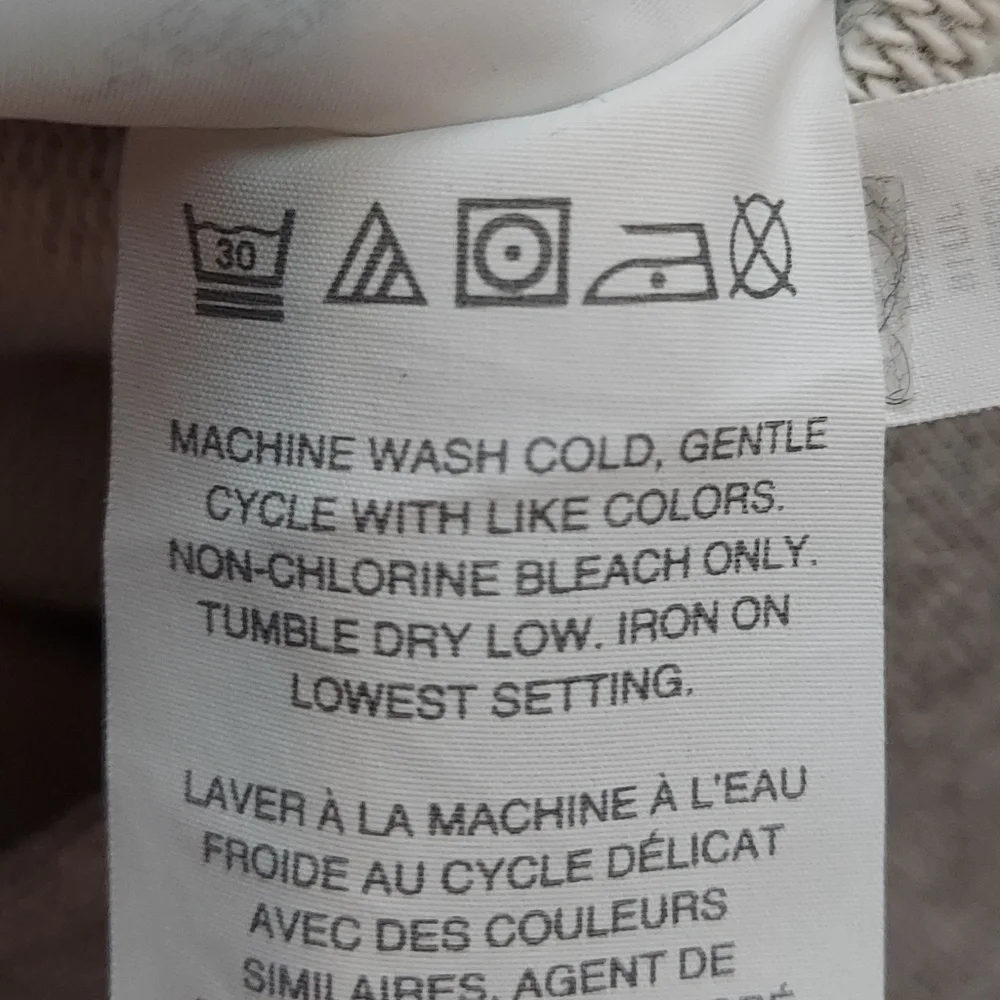 30
MACHINE WASH COLD, GENTLE
CYCLE WITH LIKE COLORS.
NON-CHLORINE BLEACH ONLY.
TUMBLE DRY LOW. IRON ON
LOWEST SETTING.
LAVER À LA MACHINE À L'EAU
FROIDE AU CYCLE DÉLICAT
AVEC DES COULEURS
SIMILAIRES. AGENT DE